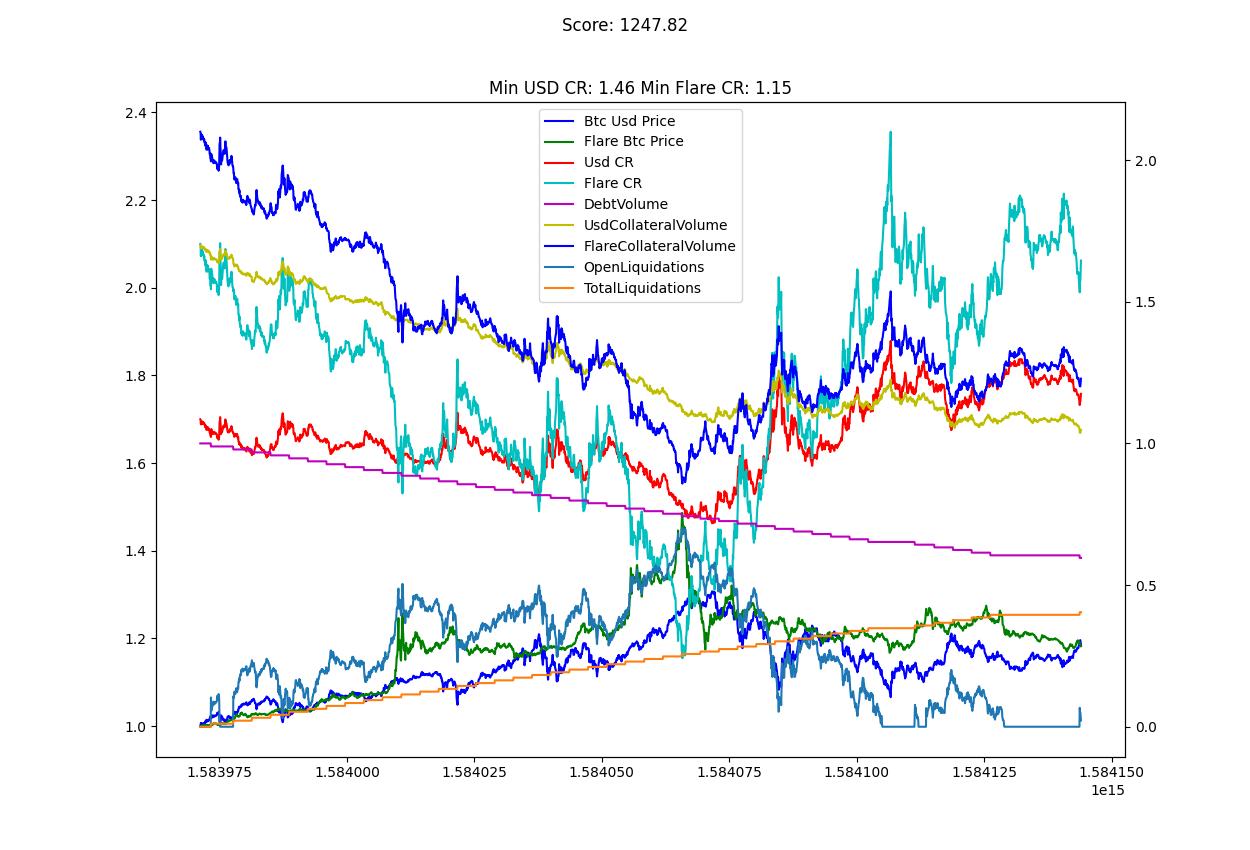 Score: 1247.82
Min USD CR: 1.46 Min Flare CR: 1.15
Btc Usd Price
Flare Btc Price
Usd CR
Flare CR
DebtVolume
UsdCollateralVolume
FlareCollateralVolume
OpenLiquidations
TotalLiquidations
2.4
2.2
2.0
1.8
1.6
1.4
1.2
1.0
2.0
1.5
1.0
0.5
0.0
1.583975 1.584000 1.584025 1.584050 1.584075 1.584100 1.584125 1.584150
1e15